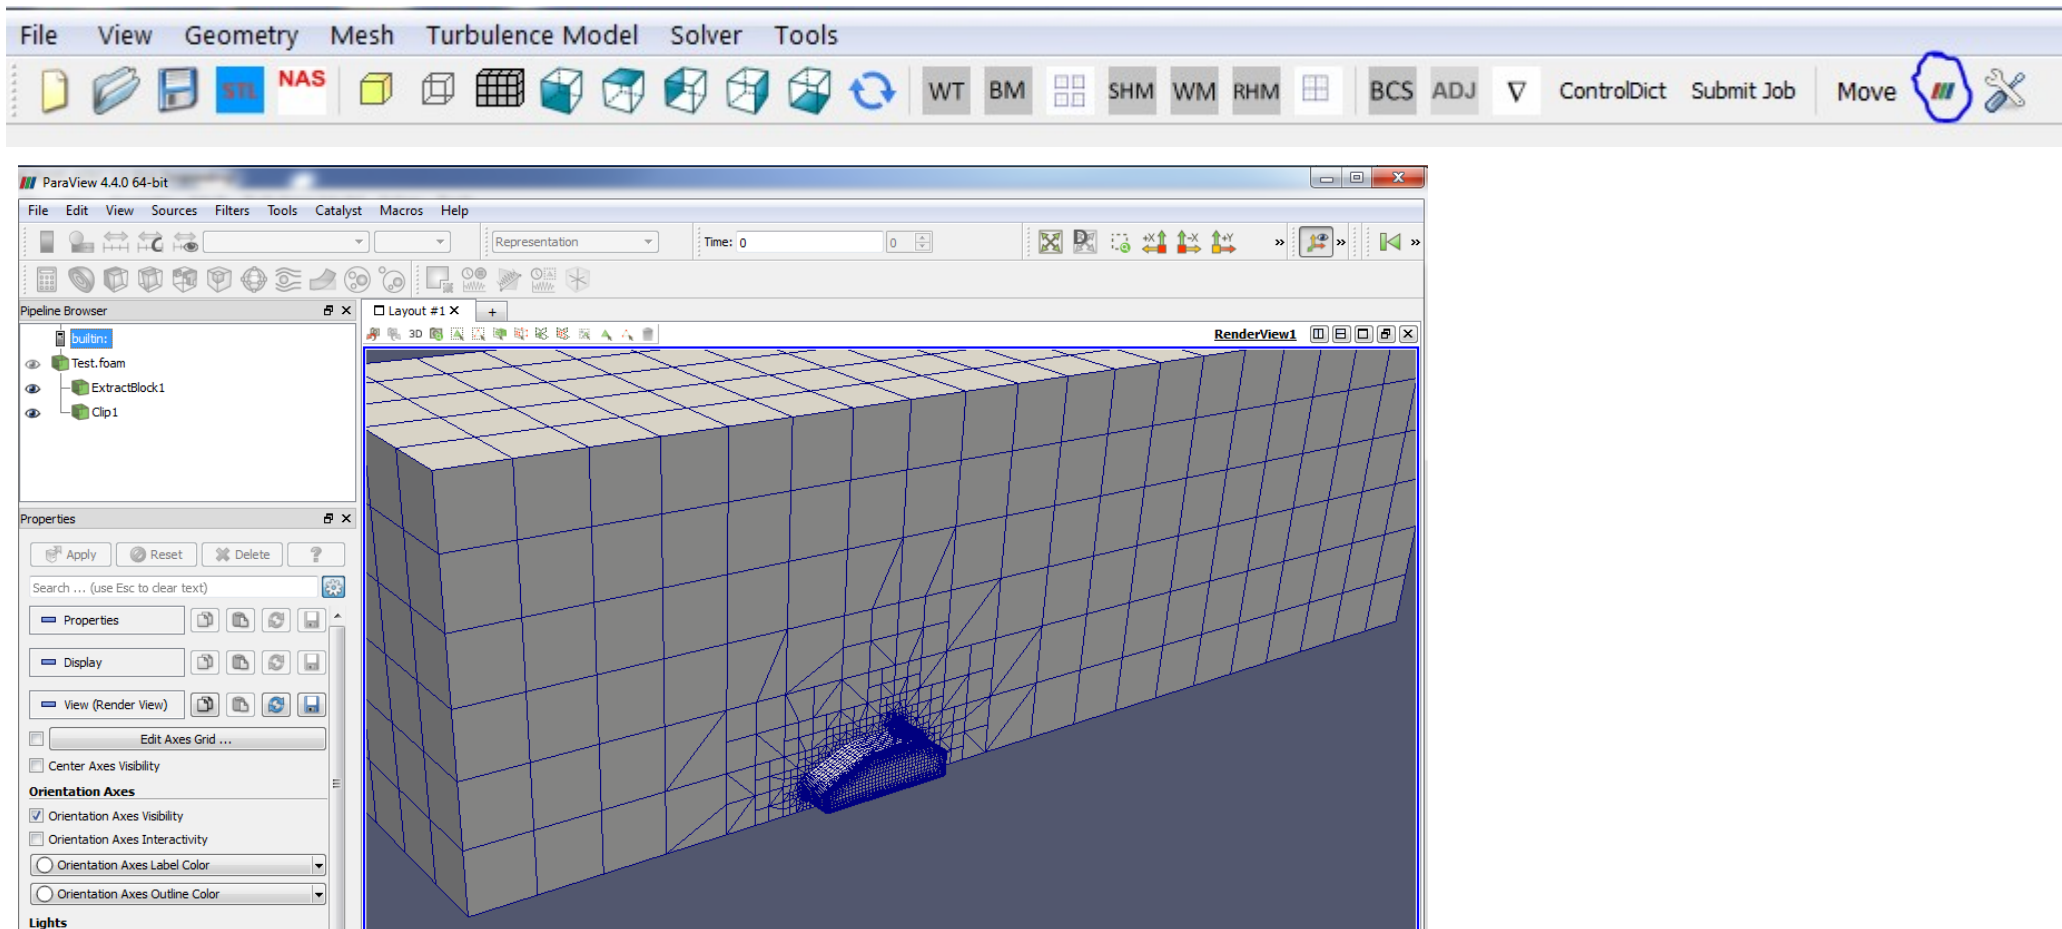 File View Geometry Mesh Turbulence Model Solver Tools
STL NAS WT BM SHM WM RHM BCS ADJ ∇ ControlDict Submit Job Move
ParaView 4.4.0 64-bit
File Edit View Sources Filters Tools Catalyst Macros Help
Representation Time: 0 0 +X -X +Y
Pipeline Browser
Layout #1
3D RenderView1
builtin:
Test.foam
ExtractBlock1
Clip1
Properties
Apply Reset Delete ?
Search ... (use Esc to clear text)
Properties
Display
View (Render View)
Edit Axes Grid ...
Center Axes Visibility
Orientation Axes
Orientation Axes Visibility
Orientation Axes Interactivity
Orientation Axes Label Color
Orientation Axes Outline Color
Lights